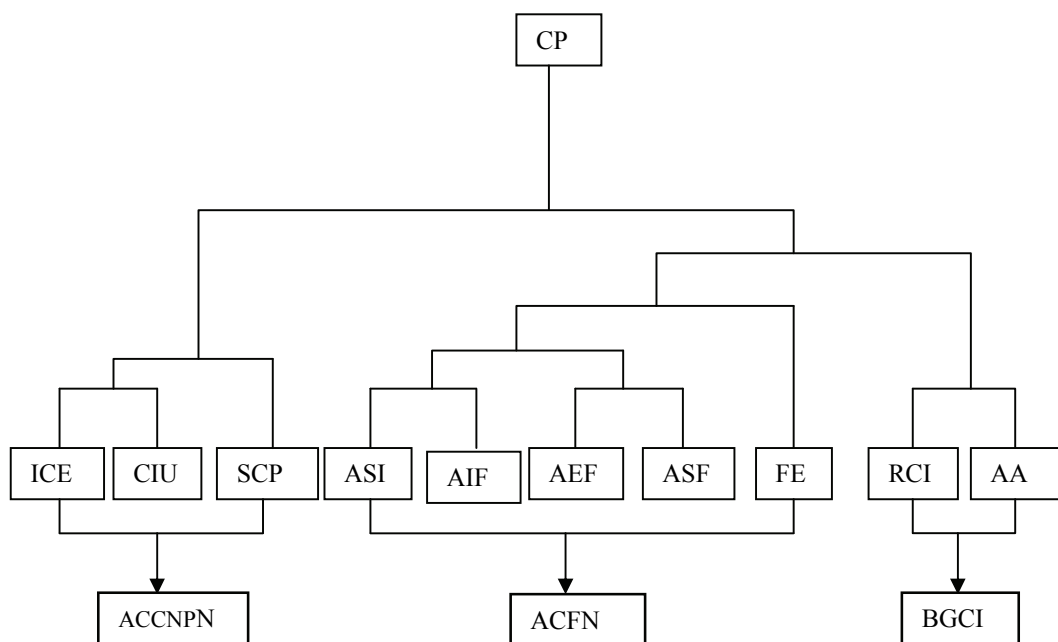 CP
ICE
CIU
SCP
ASI
AIF
AEF
ASF
FE
RCI
AA
ACCNPN
ACFN
BGCI